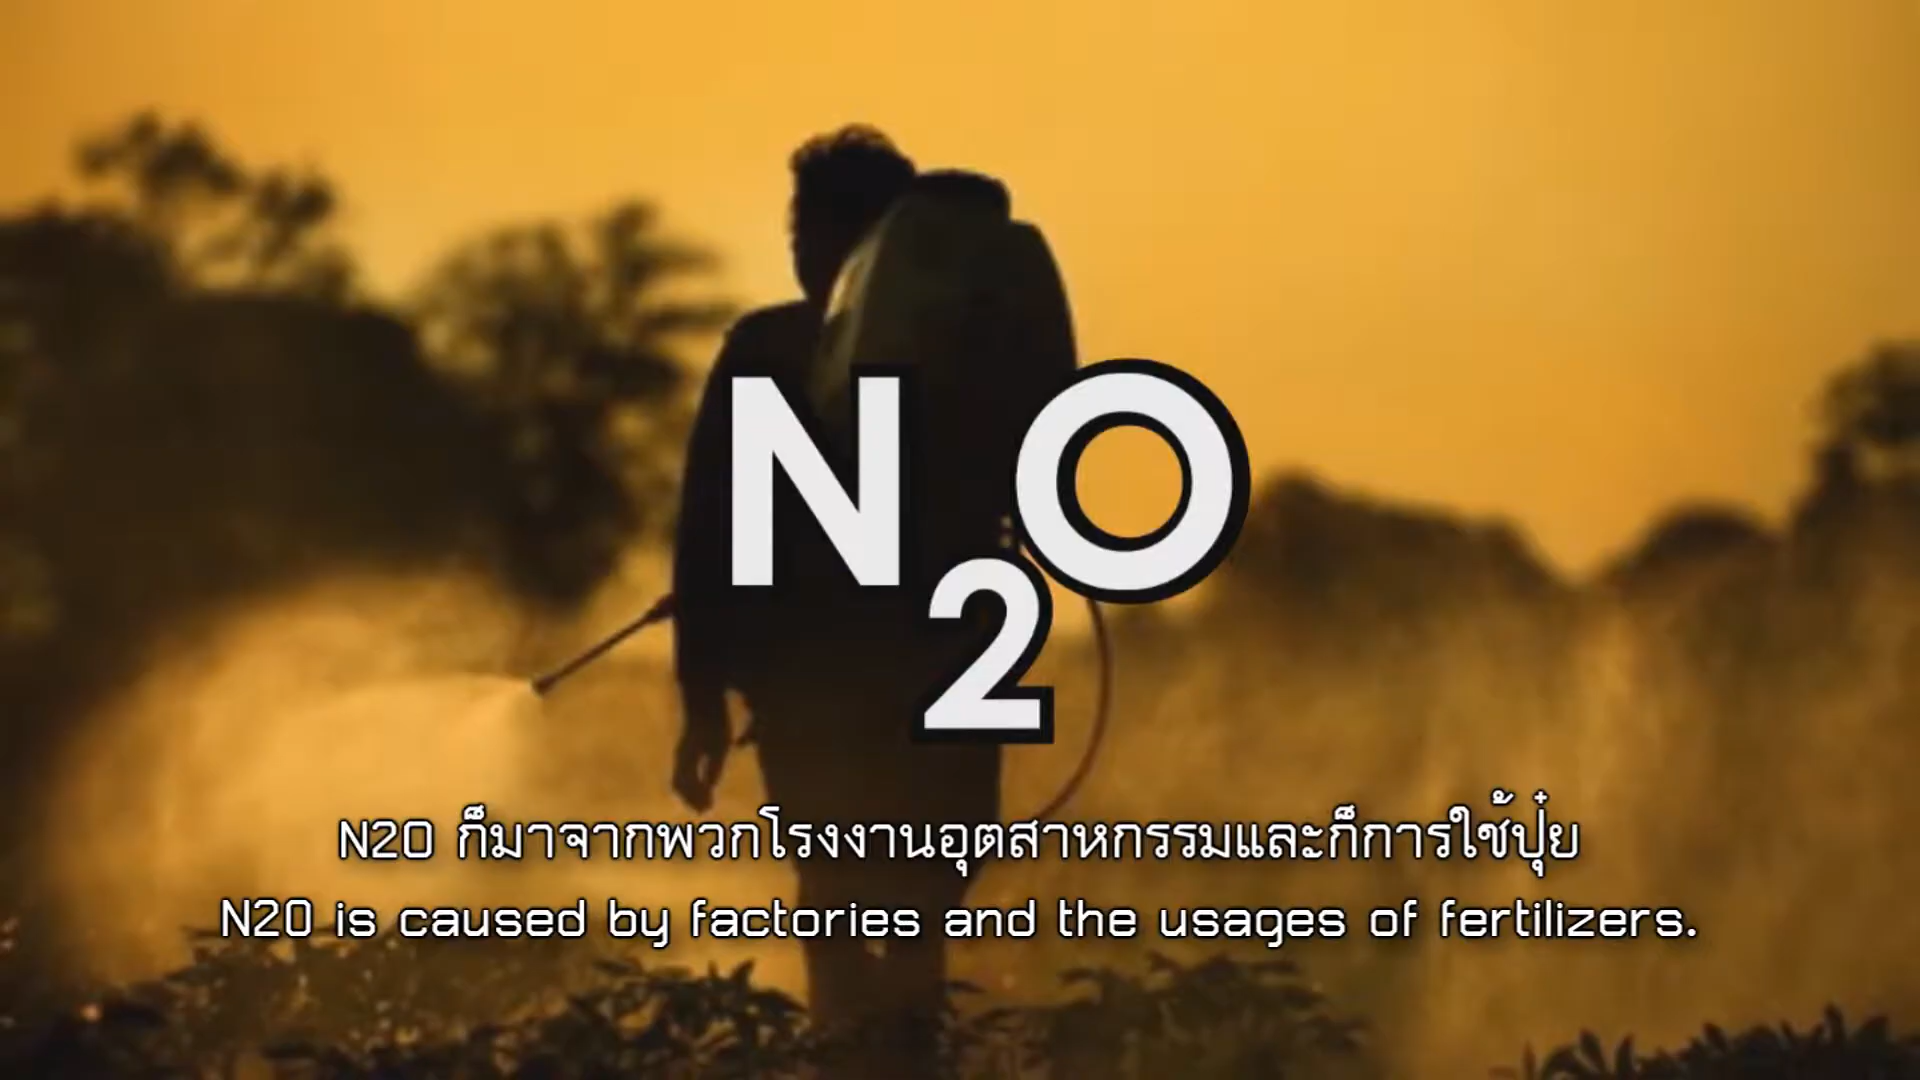 N2O
N2O ก็มาจากพวกโรงงานอุตสาหกรรมและก็การใช้ปุ๋ย
N2O is caused by factories and the usages of fertilizers.